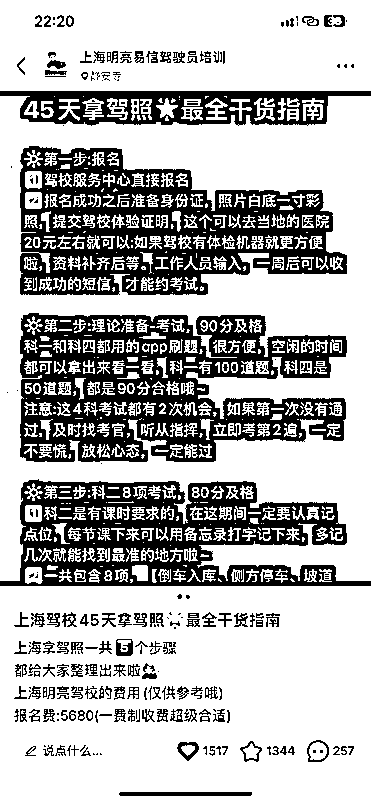 22:20
上海明亮易信驾驶员培训
静安寺
45天拿驾照🌟最全干货指南
🔆第一步:报名
1️⃣驾校服务中心直接报名
2️⃣报名成功之后准备身份证，照片白底一寸彩
照，提交驾校体验证明，这个可以去当地的医院
20元左右就可以:如果驾校有体检机器就更方便
啦，资料补齐后等。工作人员输入，一周后可以收
到成功的短信，才能约考试。
🔆第二步:理论准备-考试，90分及格
科一和科四都用的app刷题，很方便，空闲的时间
都可以拿出来看一看，科一有100道题，科四是
50道题，都是90分合格哦~
注意:这4科考试都有2次机会，如果第一次没有通
过，及时找考官，听从指挥，立即考第2遍，一定
不要慌，放松心态，一定能过
🔆第三步:科二8项考试，80分及格
1️⃣科二是有课时要求的，在这期间一定要认真记
点位，每节课下来可以用备忘录打字记下来，多记
几次就能找到最准的地方啦~
2️⃣一共包含8项，【倒车入库、侧方停车、坡道
上海驾校45天拿驾照🌟最全干货指南
上海拿驾照一共5️⃣个步骤
都给大家整理出来啦
上海明亮驾校的费用(仅供参考哦)
报名费:5680(一费制收费超级合适)
说点什么...
1517
1344
257